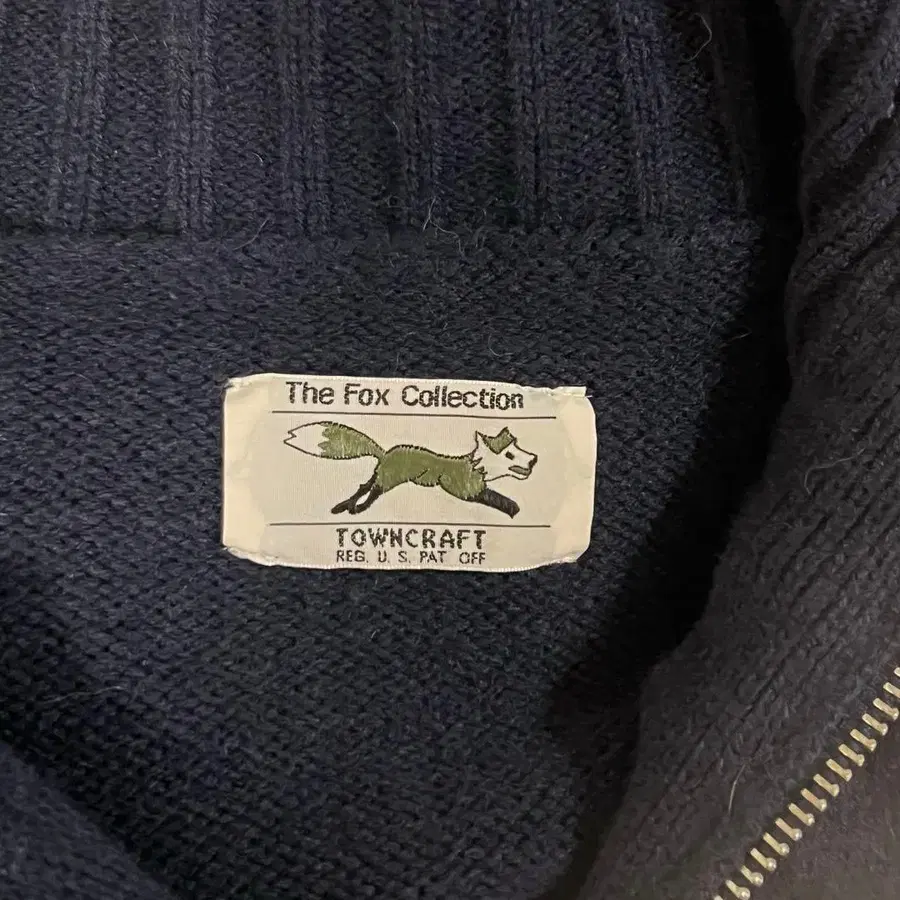 The Fox Collection
TOWNCRAFT
REG. U. S. PAT OFF